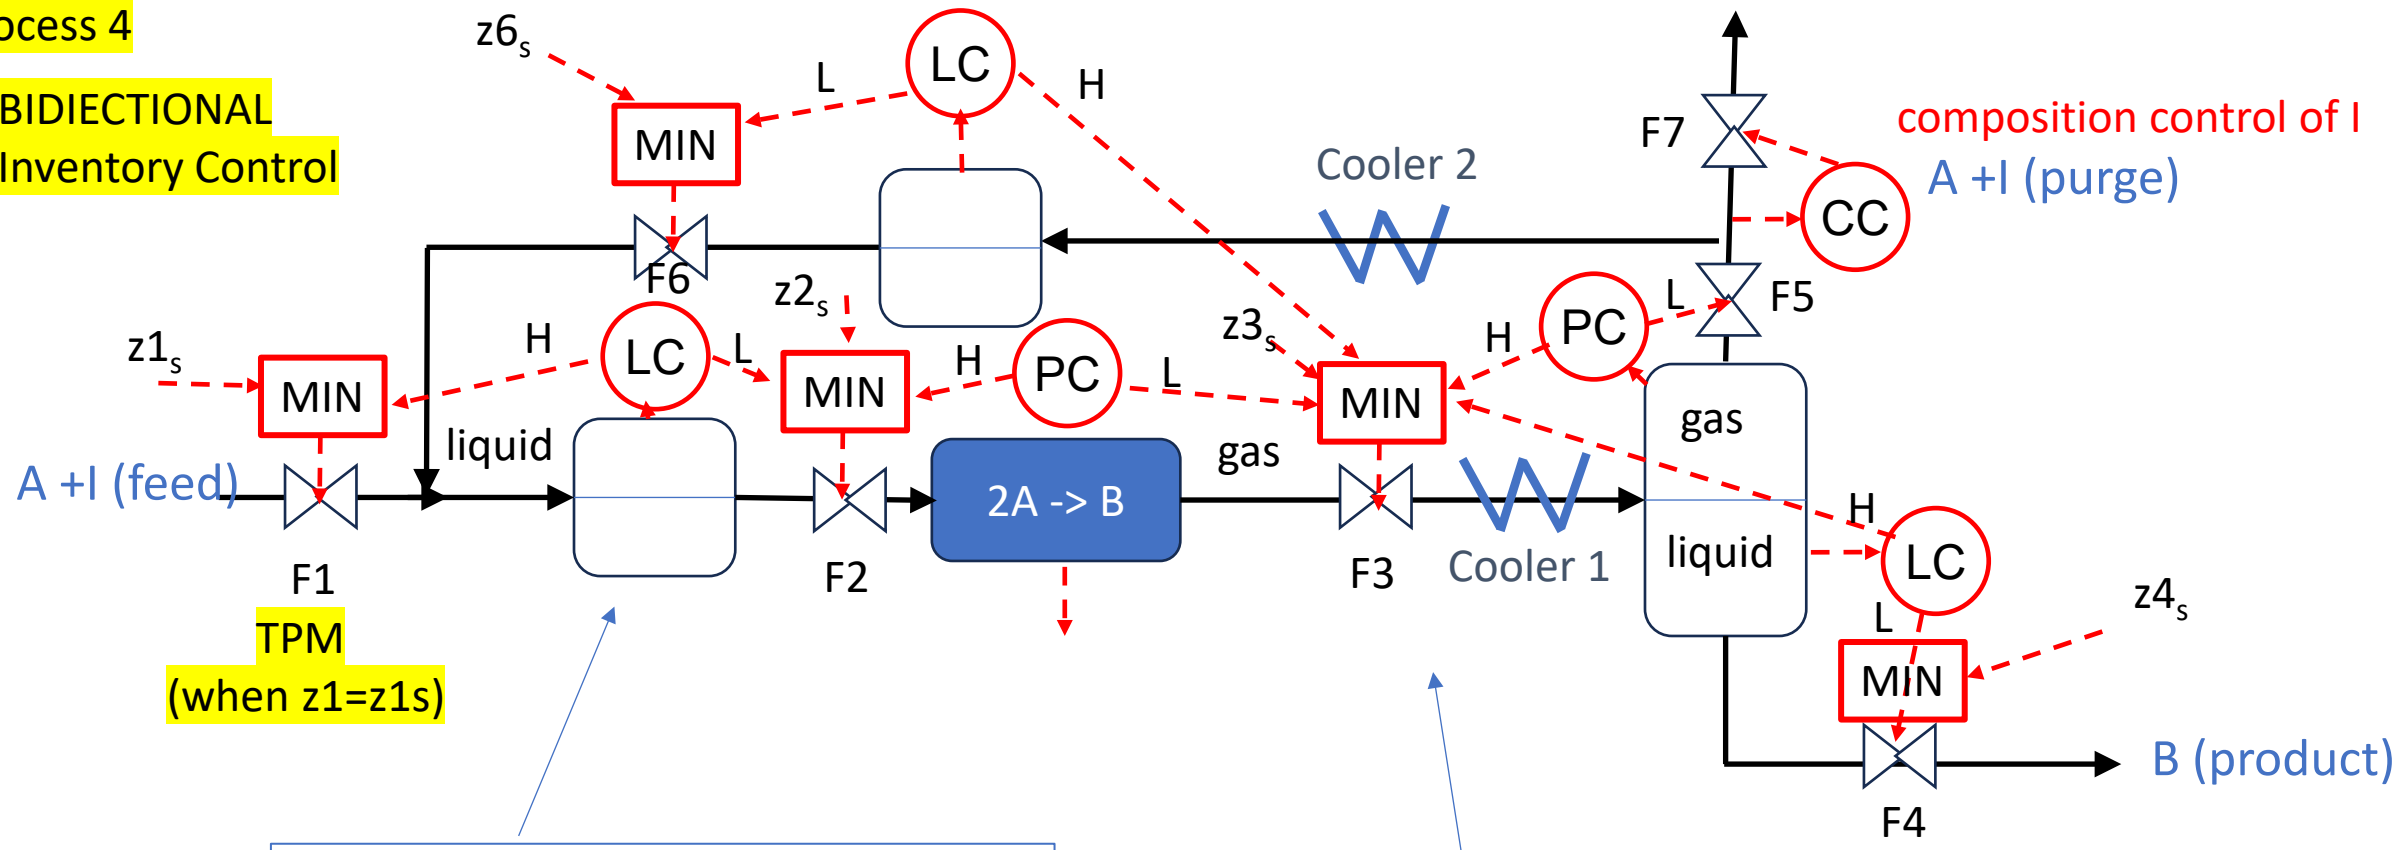 ocess 4
BIDIECTIONAL
Inventory Control
z6s
L
LC
H
MIN
F6
Cooler 2
F7
composition control of I
A +I (purge)
CC
z1s
MIN
H
LC
L
z2s
MIN
H
PC
L
z3s
MIN
H
PC
L
F5
A +I (feed)
liquid
2A -> B
gas
gas
liquid
H
LC
F1
F2
F3
Cooler 1
TPM
(when z1=z1s)
L
z4s
MIN
B (product)
F4